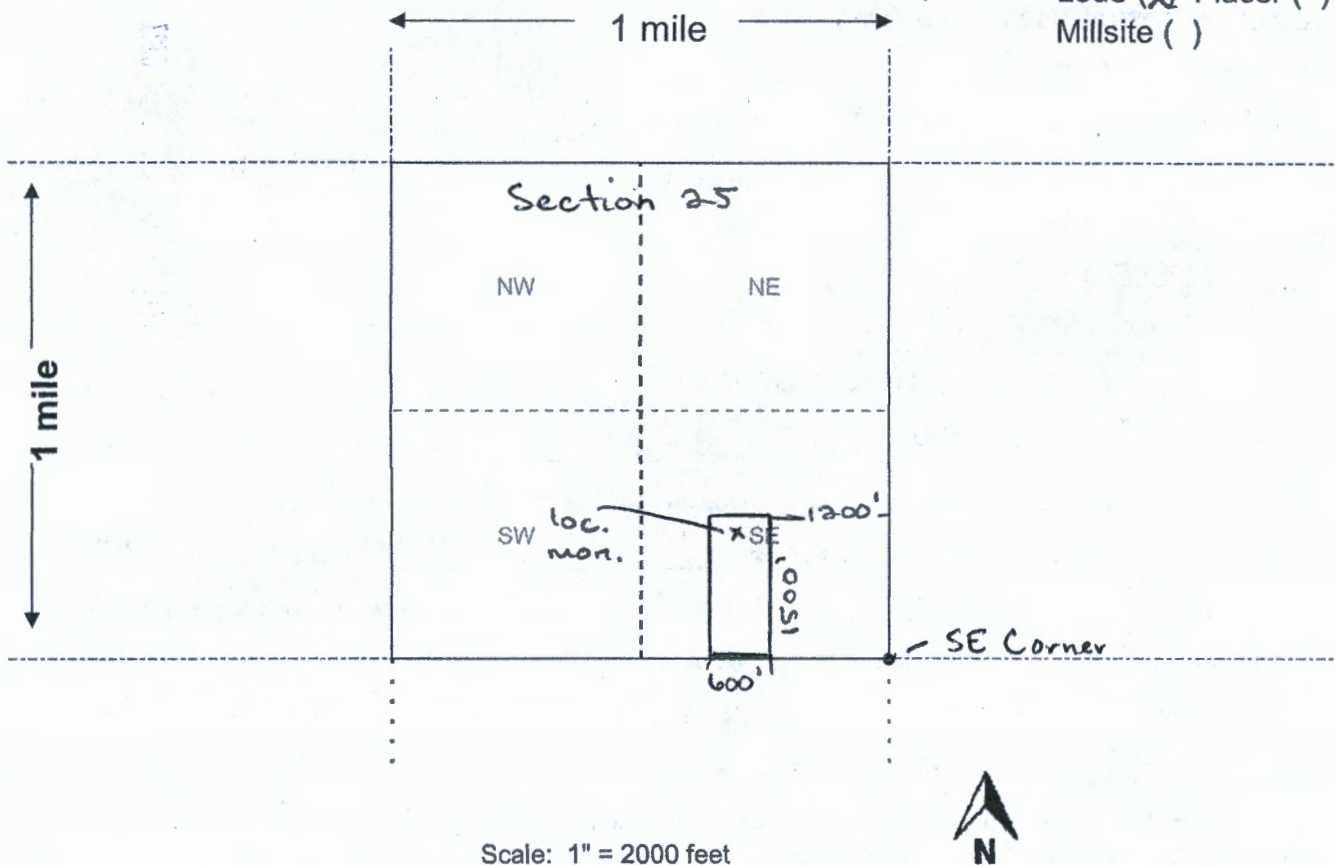 1 mile
Lode (X) Placer ( )
Millsite ( )
Section 25
NW
NE
1 mile
SW
loc.
mon.
x SE
1200'
1500'
SE Corner
600'
Scale: 1" = 2000 feet
N